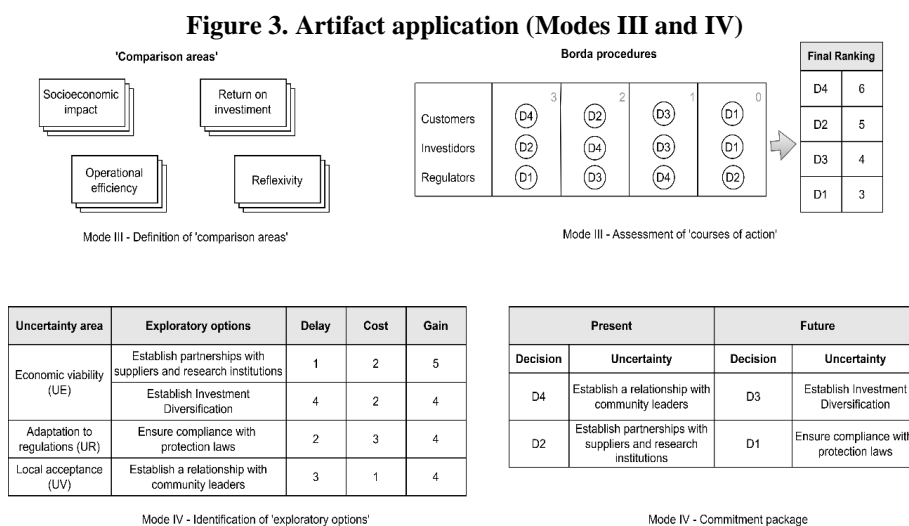 Figure 3. Artifact application (Modes III and IV)
'Comparison areas'
Socioeconomic
impact
Return on
investiment
Operational
efficiency
Reflexivity
Mode III - Definition of 'comparison areas'
Borda procedures
3 2 1 0
Customers D4 D2 D3 D1
Investidors D2 D4 D3 D1
Regulators D1 D3 D4 D2
Final Ranking
D4 6
D2 5
D3 4
D1 3
Mode III - Assessment of 'courses of action'
Uncertainty area Exploratory options Delay Cost Gain
Economic viability
(UE)
Establish partnerships with
suppliers and research institutions
1 2 5
Establish Investment
Diversification
4 2 4
Adaptation to
regulations (UR)
Ensure compliance with
protection laws
2 3 4
Local acceptance
(UV)
Establish a relationship with
community leaders
3 1 4
Mode IV - Identification of 'exploratory options'
Present Future
Decision Uncertainty Decision Uncertainty
D4
Establish a relationship with
community leaders
D3
Establish Investment
Diversification
D2
Establish partnerships with
suppliers and research
institutions
D1
Ensure compliance with
protection laws
Mode IV - Commitment package